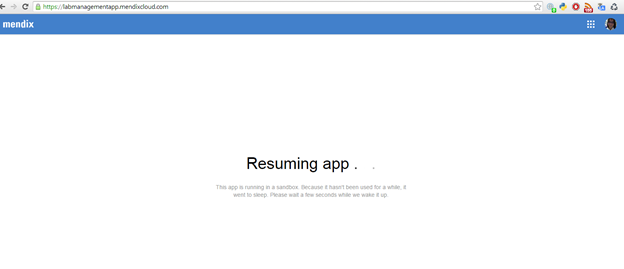 https://labmanagementapp.mendixcloud.com
mendix
Resuming app . .
This app is running in a sandbox. Because it hasn't been used for a while, it
went to sleep. Please wait a few seconds while we wake it up.